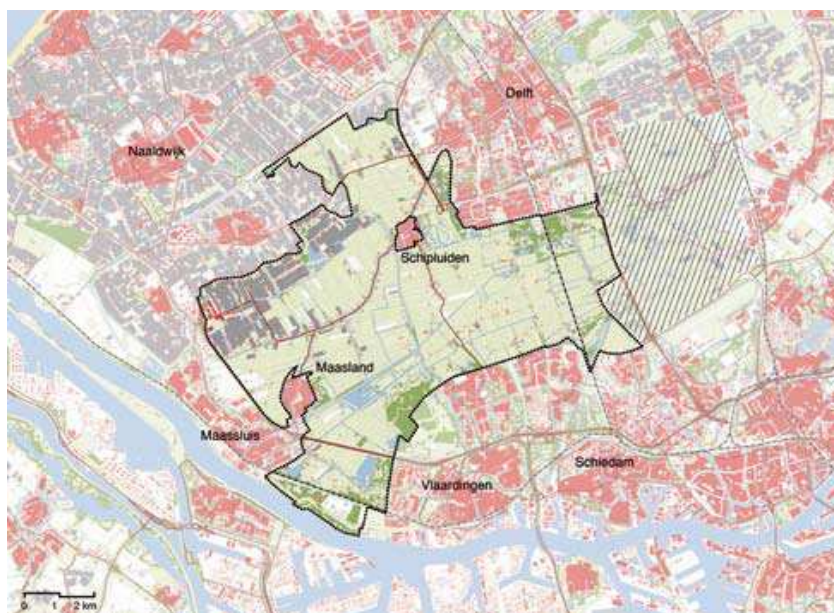 Delft
Naaldwijk
Schipluiden
Maasland
Maassluis
Schiedam
Vlaardingen
0 1 2 km